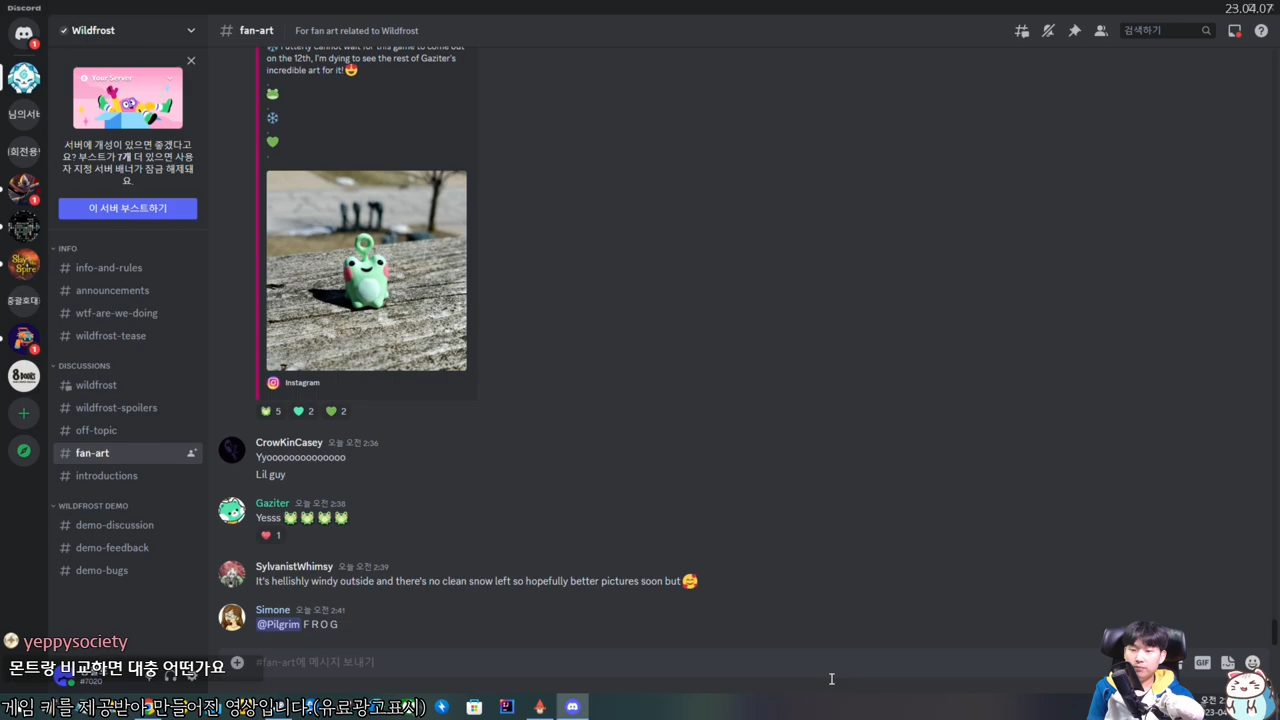 Discord
23.04.07
Wildfrost
fan-art
For fan art related to Wildfrost
검색하기
on the 12th, I'm dying to see the rest of Gaziter's
incredible art for it!
Your Server
서버에 개성이 있으면 좋겠다고
요? 부스트가 7개 더 있으면 사용
자 지정 서버 배너가 잠금 해제돼
요.
이 서버 부스트하기
INFO
info-and-rules
announcements
wtf-are-we-doing
wildfrost-tease
DISCUSSIONS
wildfrost
wildfrost-spoilers
off-topic
fan-art
introductions
WILDFROST DEMO
demo-discussion
demo-feedback
demo-bugs
Instagram
5
2
2
CrowKinCasey 오늘 오전 2:36
Yyoooooooooooooo
Lil guy
Gaziter 오늘 오전 2:38
Yesss
1
SylvanistWhimsy 오늘 오전 2:39
It's hellishly windy outside and there's no clean snow left so hopefully better pictures soon but
Simone 오늘 오전 2:41
@Pilgrim F R O G
#fan-art에 메시지 보내기
GIF
yeppysociety
몬트랑 비교하면 대충 어떤가요
#7020
게임 키를 제공받아 만들어진 영상입니다.(유료광고표시)